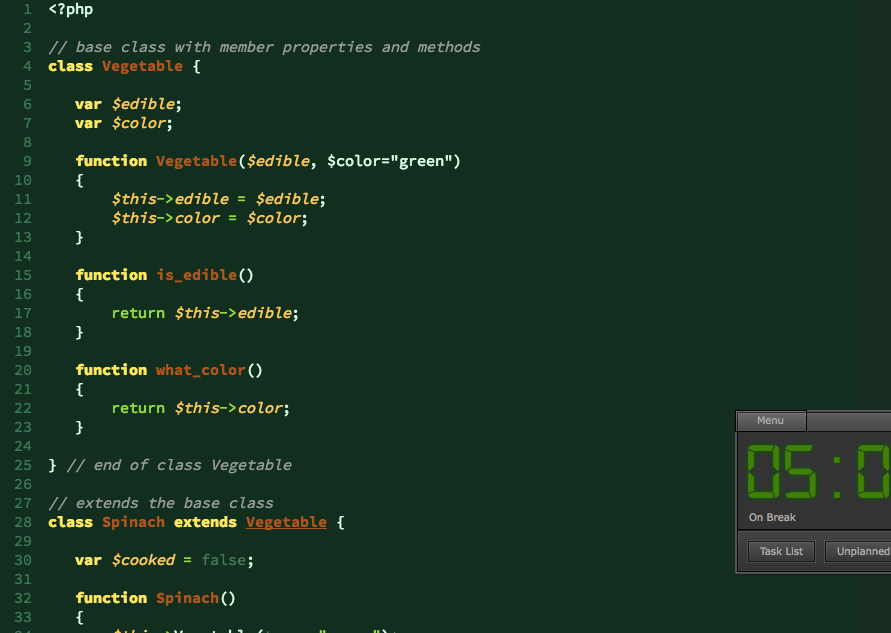 1 <?php
2
3 // base class with member properties and methods
4 class Vegetable {
5
6 var $edible;
7 var $color;
8
9 function Vegetable($edible, $color="green")
10 {
11 $this->edible = $edible;
12 $this->color = $color;
13 }
14
15 function is_edible()
16 {
17 return $this->edible;
18 }
19
20 function what_color()
21 {
22 return $this->color;
23 }
24
25 } // end of class Vegetable
26
27 // extends the base class
28 class Spinach extends Vegetable {
29
30 var $cooked = false;
31
32 function Spinach()
33 {
Menu
05:0
On Break
Task List Unplanned